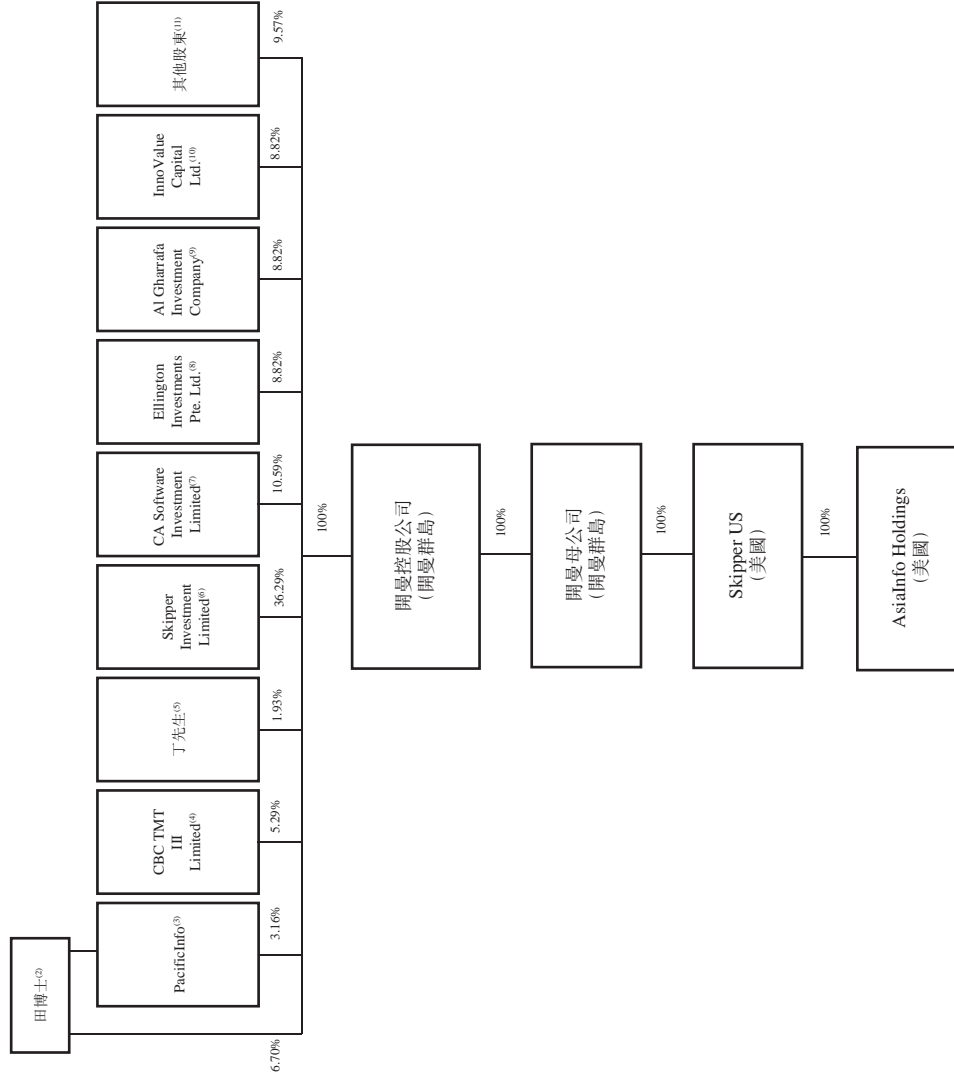 田博士(2)
PacificInfo(3)
CBC TMT
III
Limited(4)
丁先生(5)
Skipper
Investment
Limited(6)
CA Software
Investment
Limited(7)
Ellington
Investments
Pte. Ltd.(8)
Al Gharrafa
Investment
Company(9)
InnoValue
Capital
Ltd.(10)
其他股東(11)
6.70%
3.16%
5.29%
1.93%
36.29%
10.59%
8.82%
8.82%
8.82%
9.57%
100%
開曼控股公司
(開曼群島)
100%
開曼母公司
(開曼群島)
100%
Skipper US
(美國)
100%
AsiaInfo Holdings
(美國)